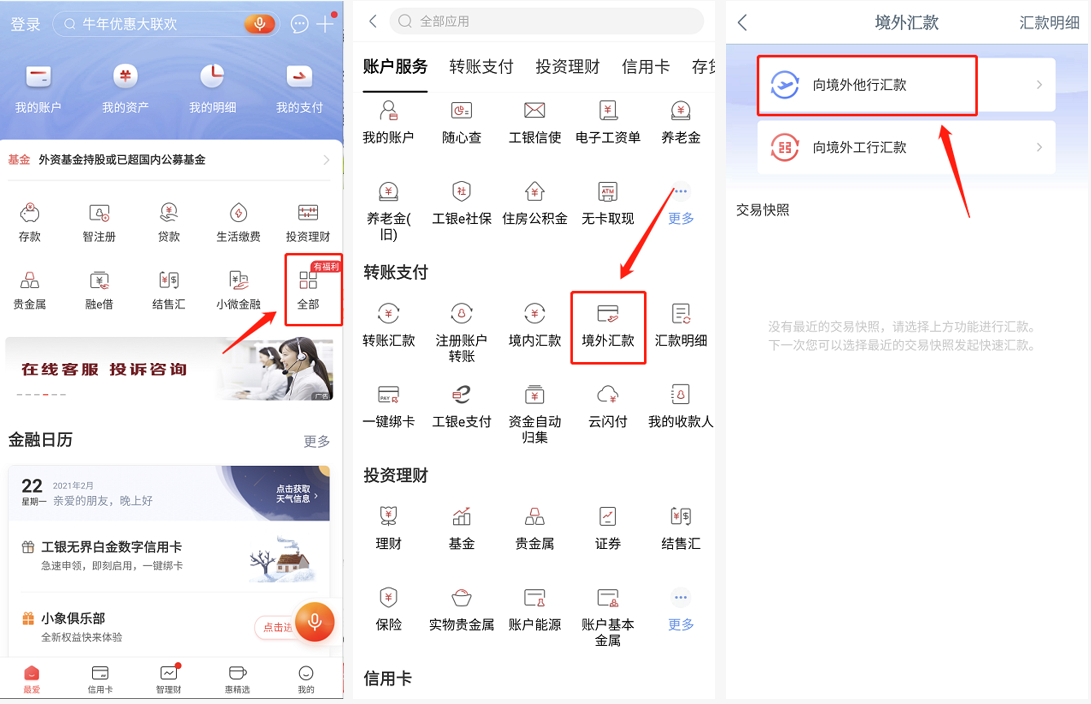 登录
牛年优惠大联欢
我的账户
我的资产
我的明细
我的支付
基金 外资基金持股或已超国内公募基金
存款
智注册
贷款
生活缴费
投资理财
有福利
贵金属
融e借
结售汇
小微金融
全部
在线客服 投诉咨询
广告
金融日历
更多
22
2021年2月
星期一
亲爱的朋友，晚上好
点击获取
天气信息
工银无界白金数字信用卡
急速申领，即刻启用，一键绑卡
小象俱乐部
全新权益快来体验
点击达
最爱
信用卡
智理财
惠精选
我的
全部应用
账户服务
转账支付
投资理财
信用卡
存贷
我的账户
随心查
工银信使
电子工资单
养老金
养老金(
旧)
工银e社保
住房公积金
ATM
无卡取现
更多
转账支付
转账汇款
注册账户
转账
境内汇款
境外汇款
汇款明细
PAY
一键绑卡
工银e支付
资金自动
归集
云闪付
我的收款人
投资理财
理财
基金
贵金属
证券
结售汇
保险
实物贵金属
账户能源
账户基本
金属
更多
信用卡
境外汇款
汇款明细
向境外他行汇款
向境外工行汇款
交易快照
没有最近的交易快照，请选择上方功能进行汇款。
下一次您可以选择最近的交易快照发起快速汇款。